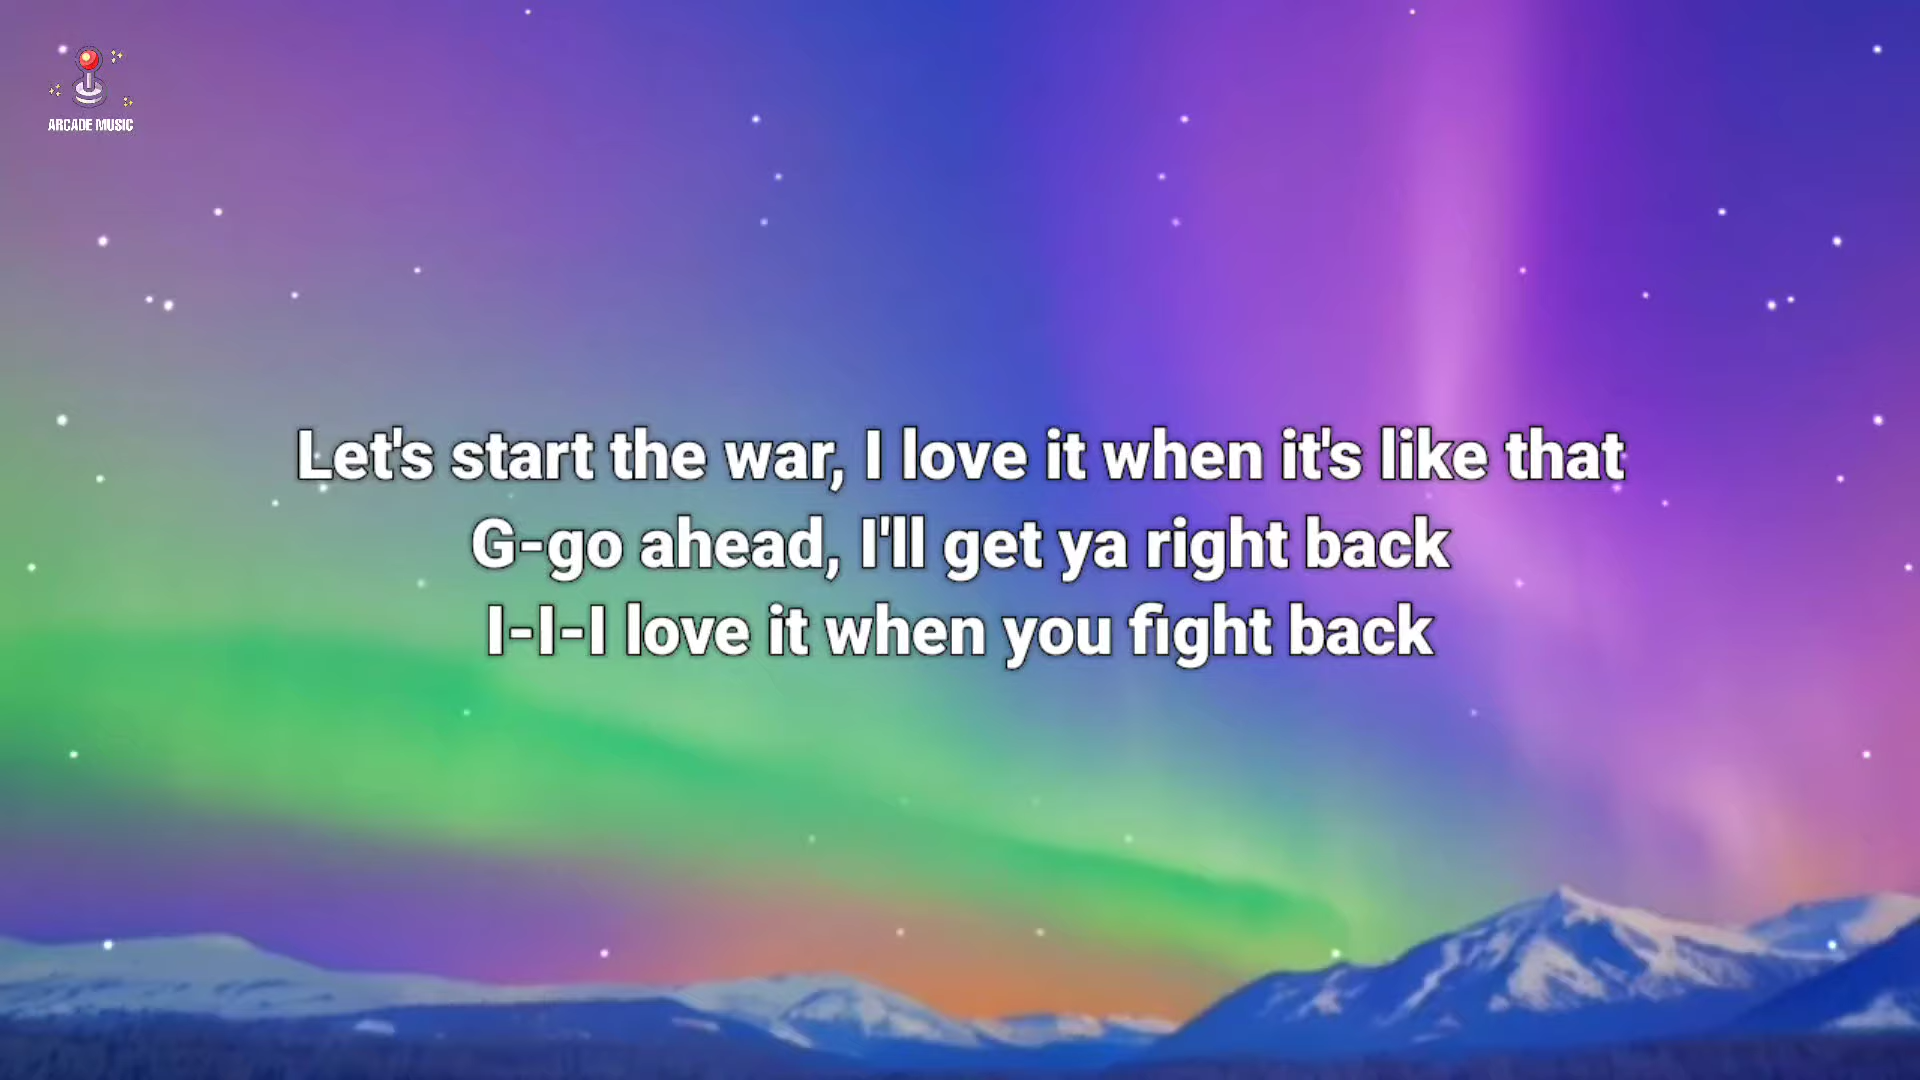 ARCADE MUSIC
Let's start the war, I love it when it's like that
G-go ahead, I'll get ya right back
I-I-I love it when you fight back